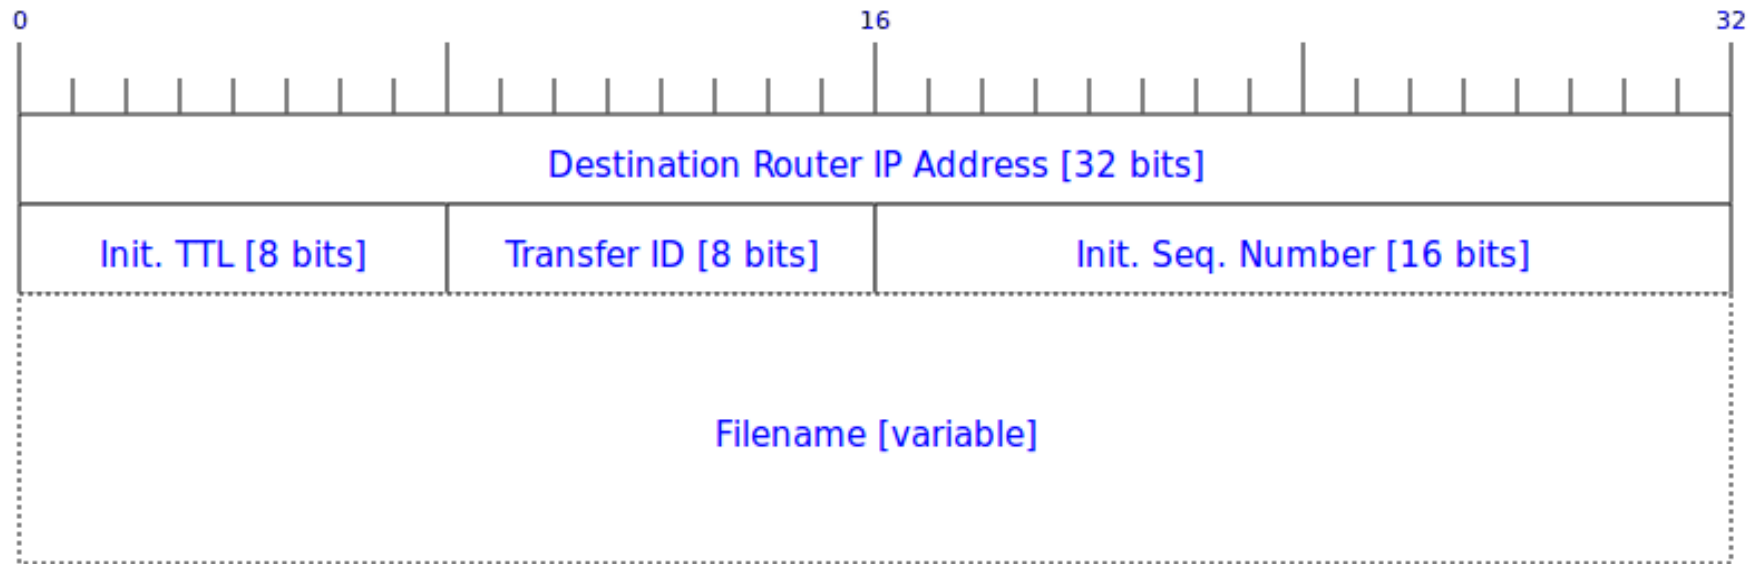 0 16 32
Destination Router IP Address [32 bits]
Init. TTL [8 bits] Transfer ID [8 bits] Init. Seq. Number [16 bits]
Filename [variable]